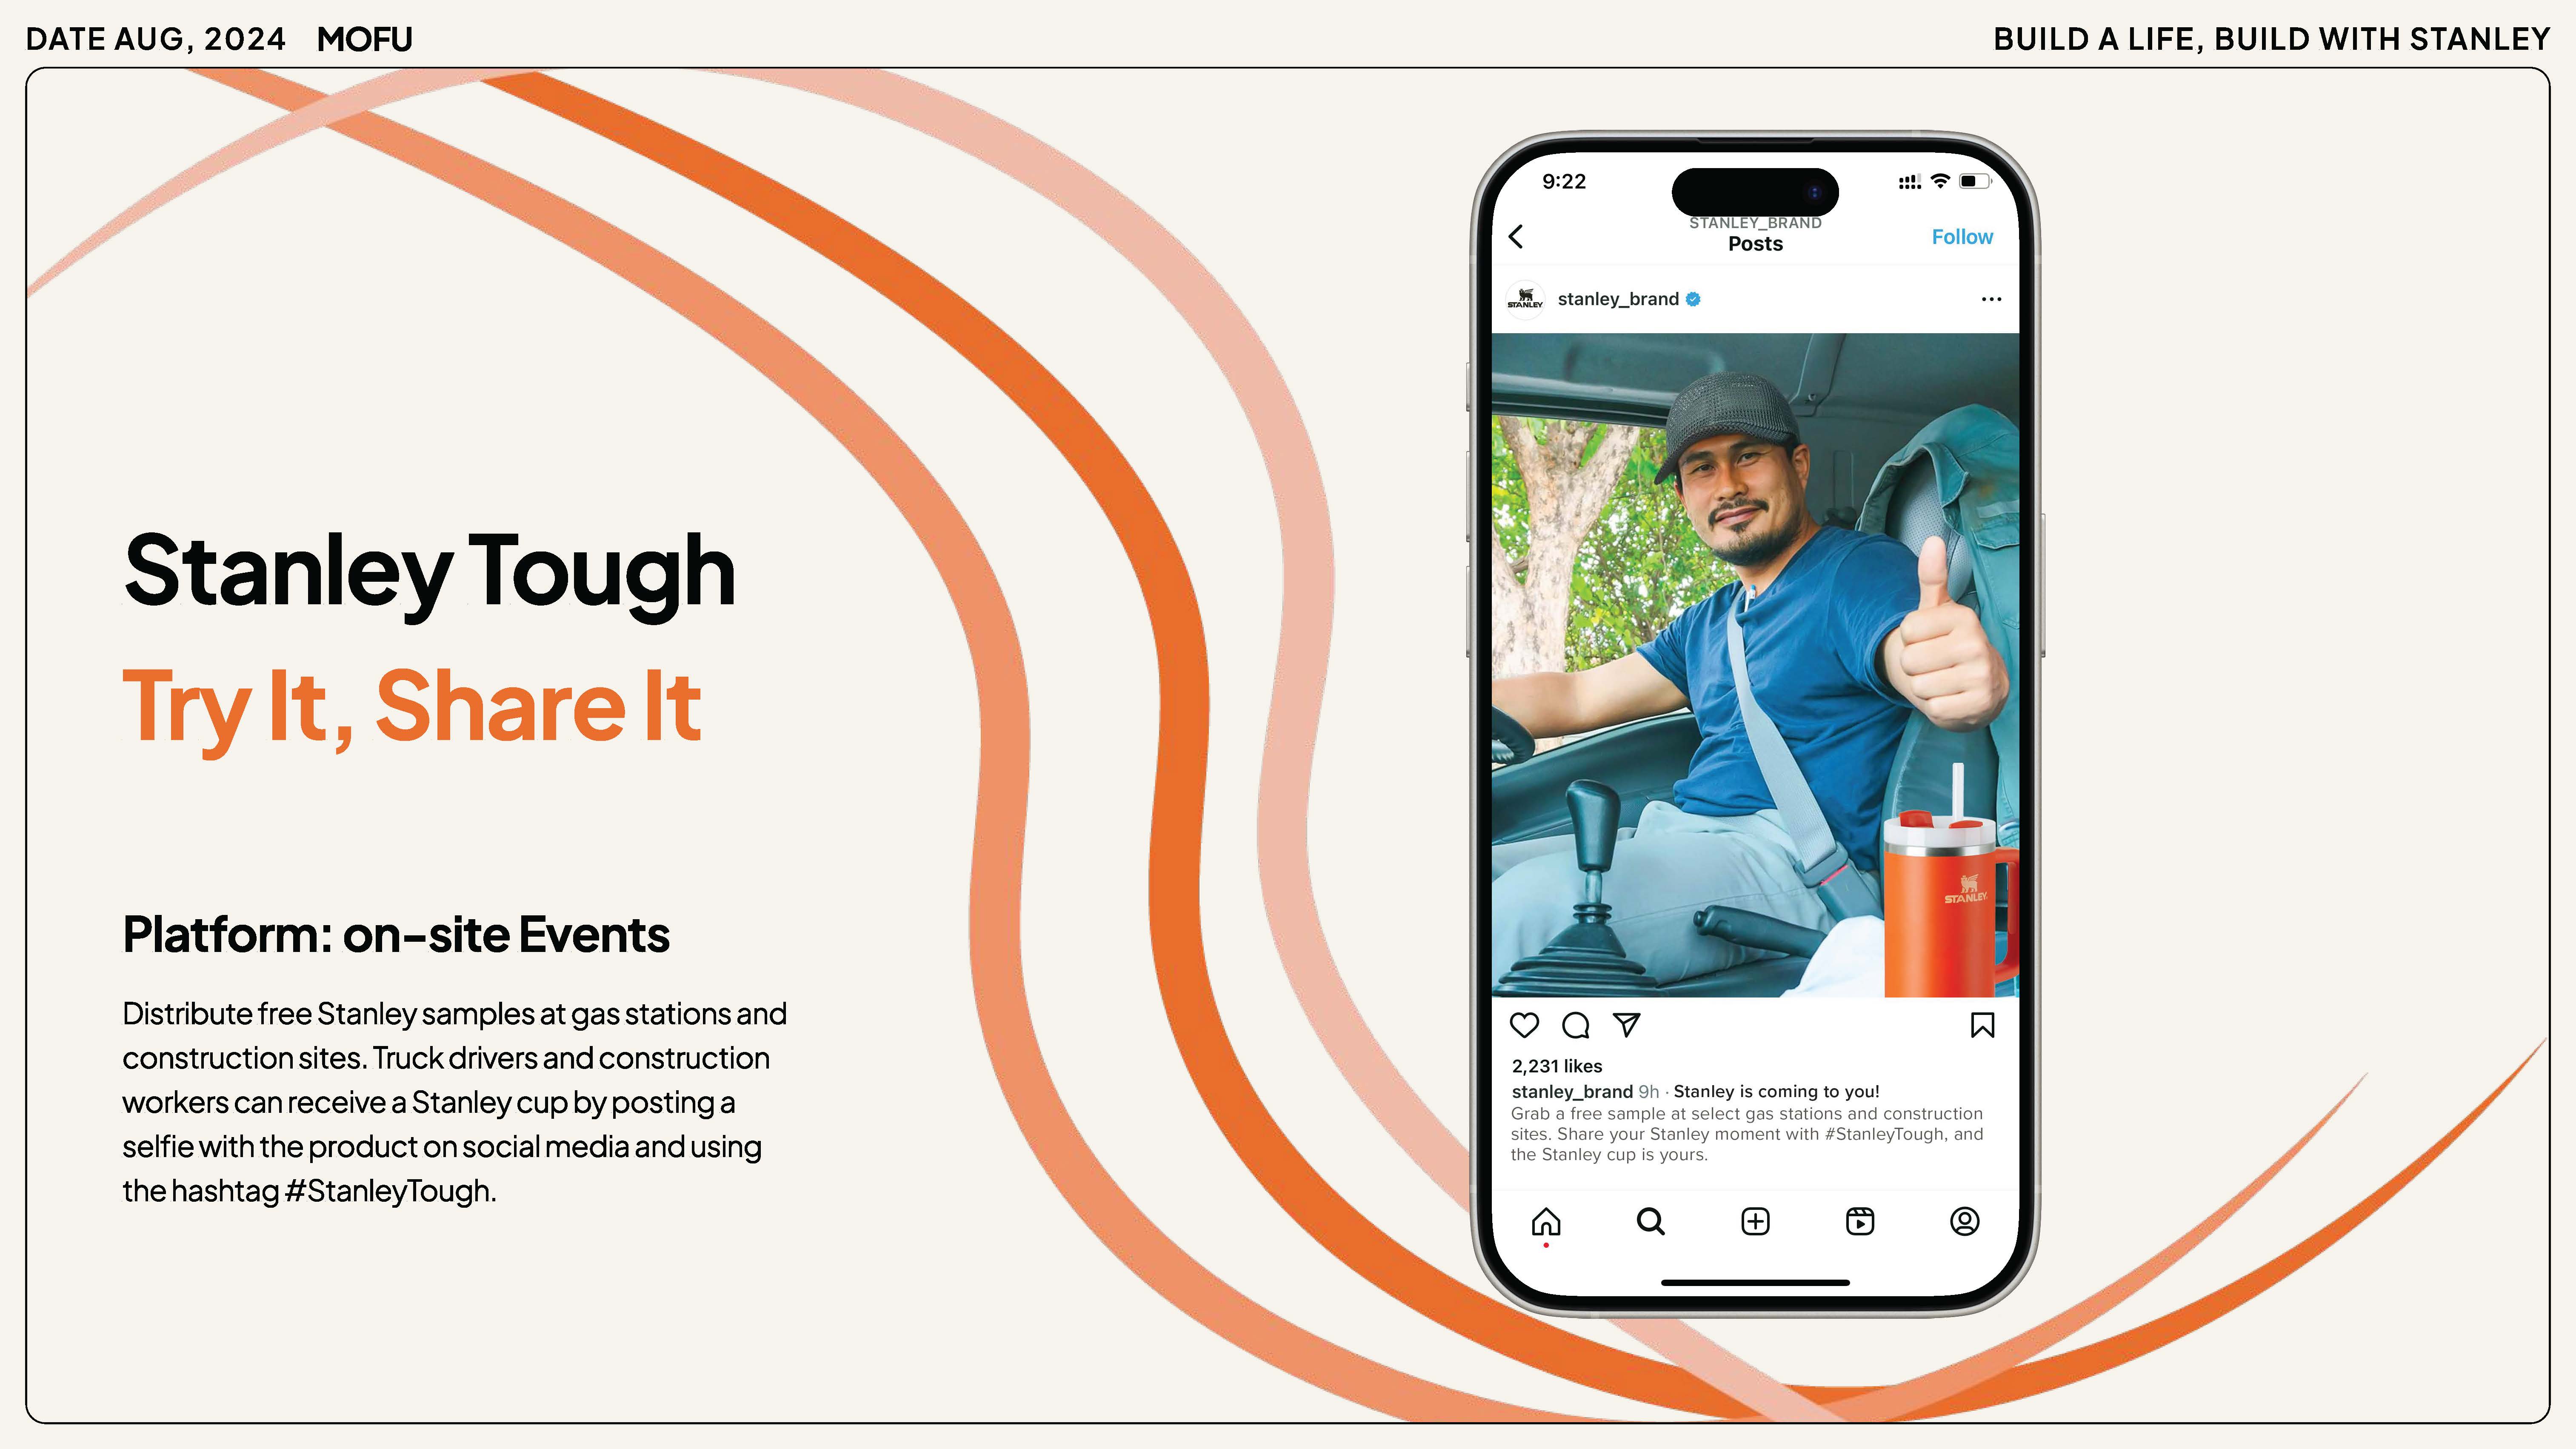 DATE AUG, 2024 MOFU
BUILD A LIFE, BUILD WITH STANLEY
Stanley Tough
Try It, Share It
Platform: on-site Events
Distribute free Stanley samples at gas stations and
construction sites. Truck drivers and construction
workers can receive a Stanley cup by posting a
selfie with the product on social media and using
the hashtag #StanleyTough.
9:22
STANLEY_BRAND
Posts
Follow
STANLEY
stanley_brand
STANLEY
2,231 likes
stanley_brand 9h · Stanley is coming to you!
Grab a free sample at select gas stations and construction
sites. Share your Stanley moment with #StanleyTough, and
the Stanley cup is yours.